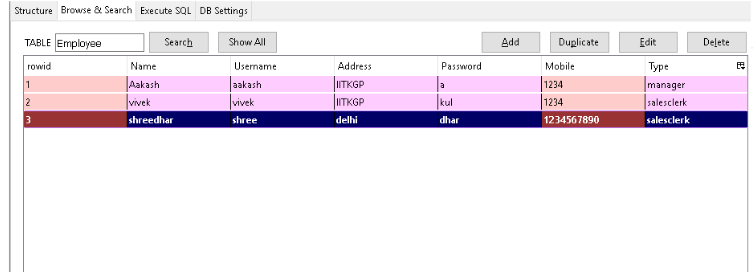 Structure Browse & Search Execute SQL DB Settings
TABLE Employee Search Show All Add Duplicate Edit Delete
rowid Name Username Address Password Mobile Type
1 Aakash aakash IITKGP a 1234 manager
2 vivek vivek IITKGP kul 1234 salesclerk
3 shreedhar shree delhi dhar 1234567890 salesclerk